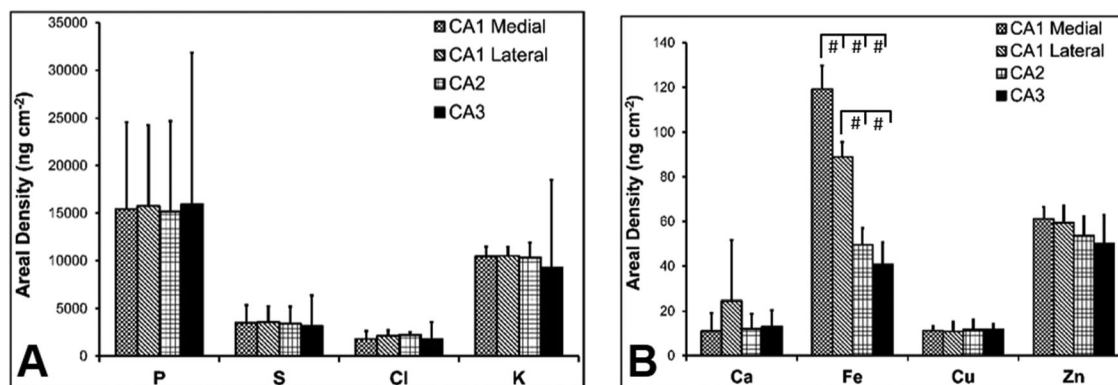 35000
30000
25000
20000
15000
10000
5000
0
Areal Density (ng cm-2)
CA1 Medial
CA1 Lateral
CA2
CA3
A
P S Cl K
140
120
100
80
60
40
20
0
Areal Density (ng cm-2)
CA1 Medial
CA1 Lateral
CA2
CA3
# # #
# #
B
Ca Fe Cu Zn